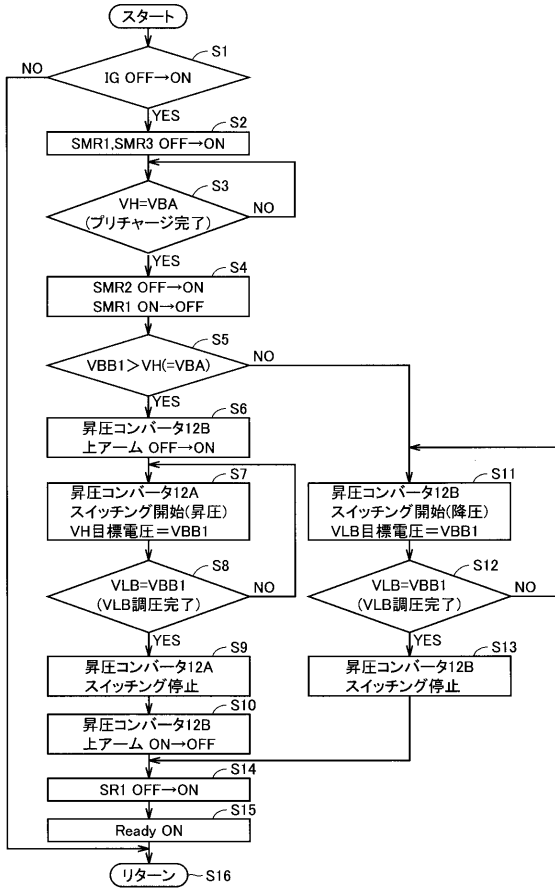 スタート
S1
IG OFF→ON
NO
YES
S2
SMR1,SMR3 OFF→ON
S3
VH=VBA
(プリチャージ完了)
NO
YES
S4
SMR2 OFF→ON
SMR1 ON→OFF
S5
VBB1>VH(=VBA)
NO
YES
S6
昇圧コンバータ12B
上アーム OFF→ON
S7
昇圧コンバータ12A
スイッチング開始(昇圧)
VH目標電圧=VBB1
S8
VLB=VBB1
(VLB調圧完了)
NO
YES
S9
昇圧コンバータ12A
スイッチング停止
S10
昇圧コンバータ12B
上アーム ON→OFF
S11
昇圧コンバータ12B
スイッチング開始(降圧)
VLB目標電圧=VBB1
S12
VLB=VBB1
(VLB調圧完了)
NO
YES
S13
昇圧コンバータ12B
スイッチング停止
S14
SR1 OFF→ON
S15
Ready ON
リターン
S16